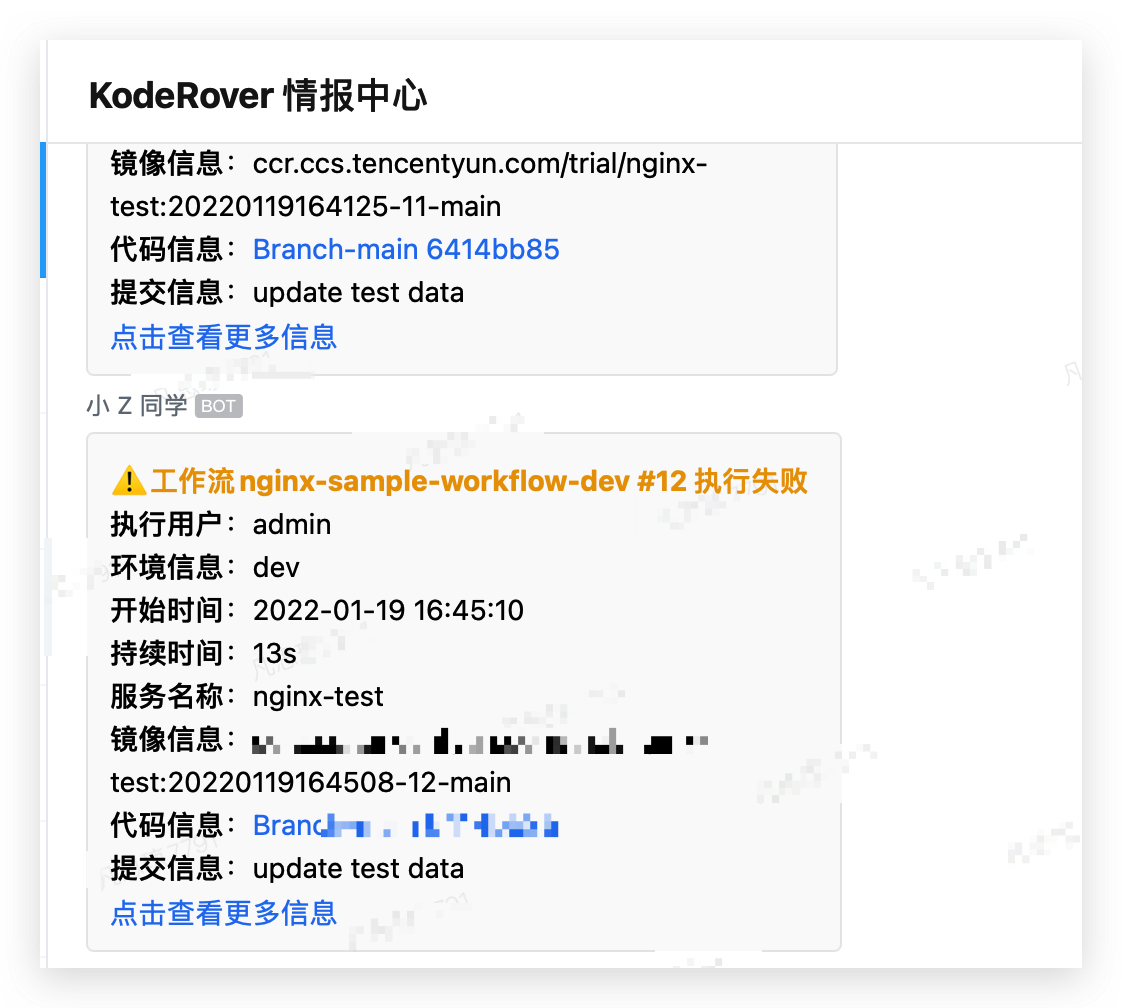 KodeRover 情报中心
镜像信息：ccr.ccs.tencentyun.com/trial/nginx-
test:20220119164125-11-main
代码信息：Branch-main 6414bb85
提交信息：update test data
点击查看更多信息
小 Z 同学 BOT
工作流 nginx-sample-workflow-dev #12 执行失败
执行用户：admin
环境信息：dev
开始时间：2022-01-19 16:45:10
持续时间：13s
服务名称：nginx-test
镜像信息：
test:20220119164508-12-main
代码信息：
提交信息：update test data
点击查看更多信息